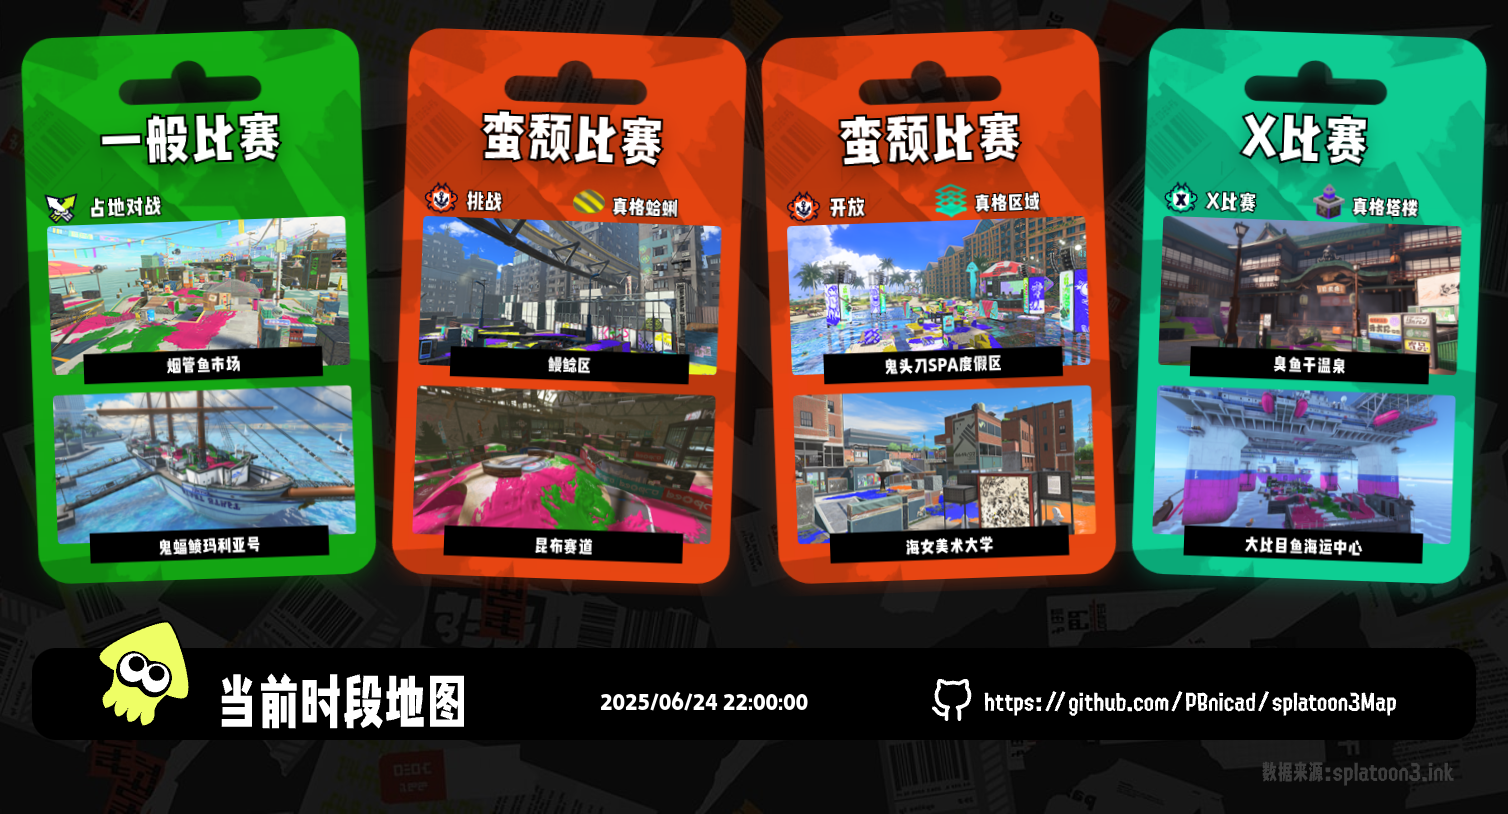 一般比赛
占地对战
烟管鱼市场
鬼蝠鲼玛利亚号
蛮颓比赛
挑战
真格蛤蜊
鳗鲶区
昆布赛道
蛮颓比赛
开放
真格区域
鬼头刀SPA度假区
海女美术大学
X比赛
X比赛
真格塔楼
臭鱼干温泉
大比目鱼海运中心
当前时段地图
2025/06/24 22:00:00
https://github.com/PBnicad/splatoon3Map
数据来源:splatoon3.ink